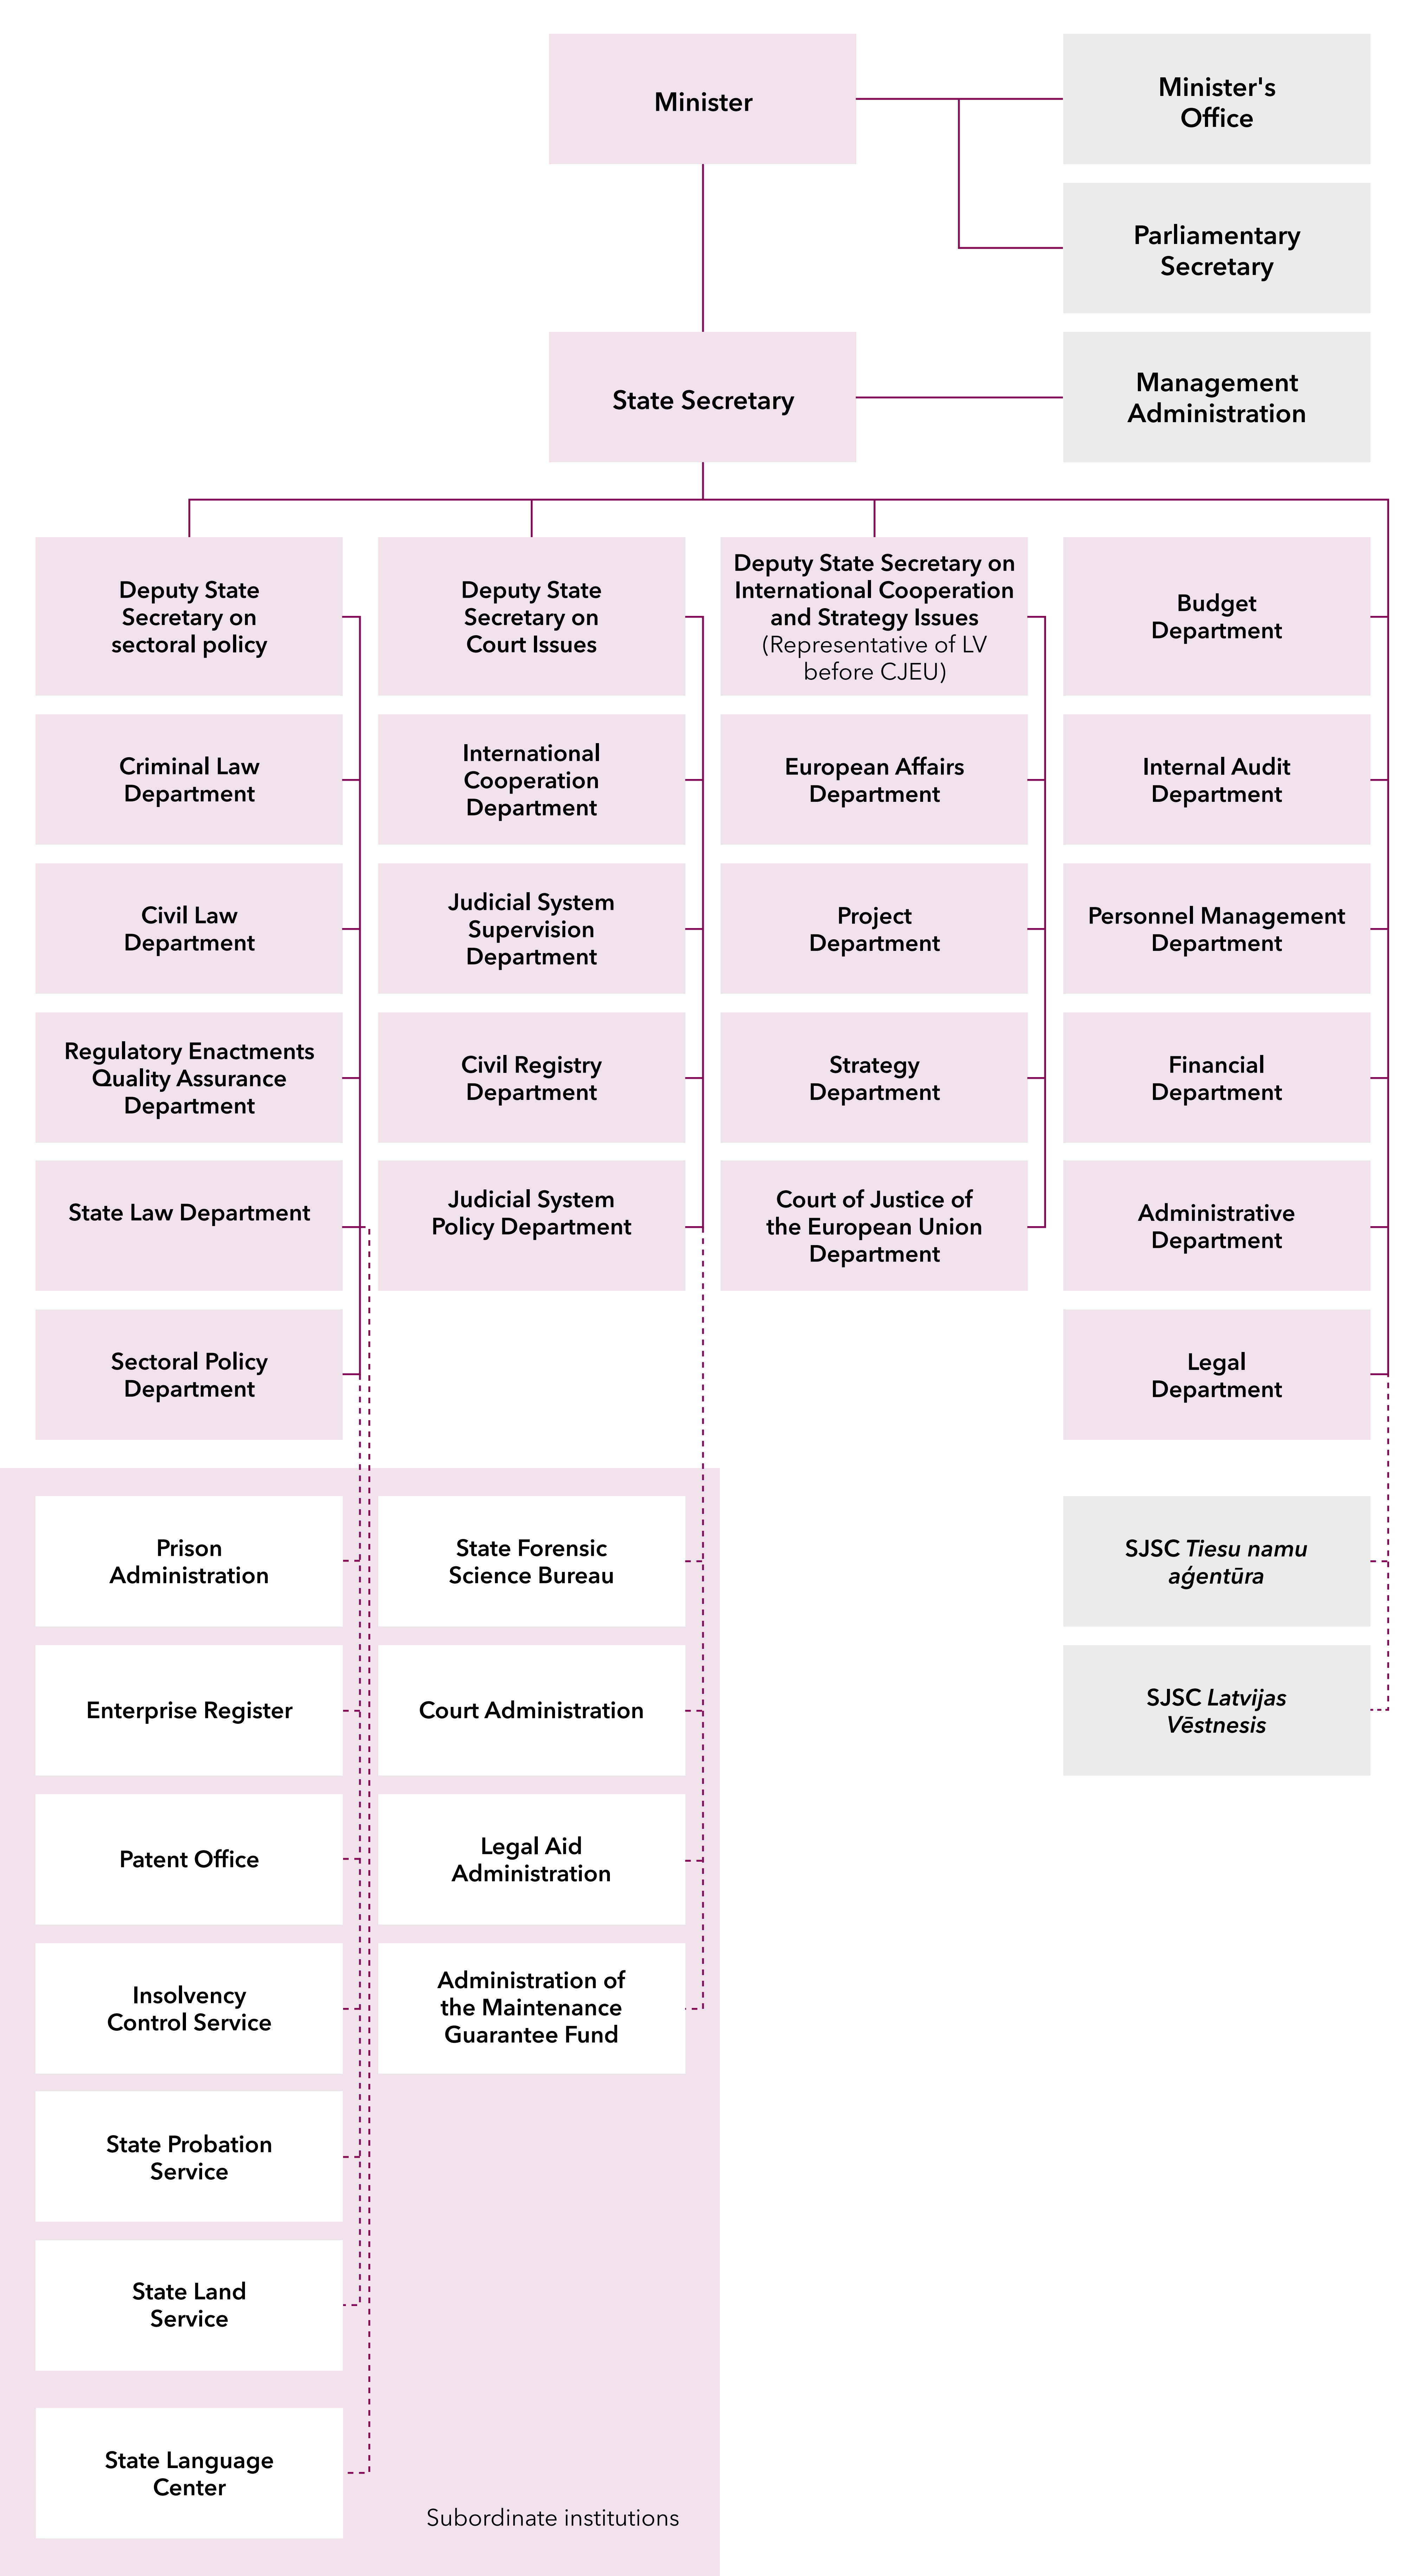 Minister
Minister's
Office
Parliamentary
Secretary
State Secretary
Management
Administration
Deputy State
Secretary on
sectoral policy
Criminal Law
Department
Civil Law
Department
Regulatory Enactments
Quality Assurance
Department
State Law Department
Sectoral Policy
Department
Deputy State
Secretary on
Court Issues
International
Cooperation
Department
Judicial System
Supervision
Department
Civil Registry
Department
Judicial System
Policy Department
Deputy State Secretary on
International Cooperation
and Strategy Issues
(Representative of LV
before CJEU)
European Affairs
Department
Project
Department
Strategy
Department
Court of Justice of
the European Union
Department
Budget
Department
Internal Audit
Department
Personnel Management
Department
Financial
Department
Administrative
Department
Legal
Department
Prison
Administration
Enterprise Register
Patent Office
Insolvency
Control Service
State Probation
Service
State Land
Service
State Language
Center
State Forensic
Science Bureau
Court Administration
Legal Aid
Administration
Administration of
the Maintenance
Guarantee Fund
Subordinate institutions
SJSC Tiesu namu
aģentūra
SJSC Latvijas
Vēstnesis